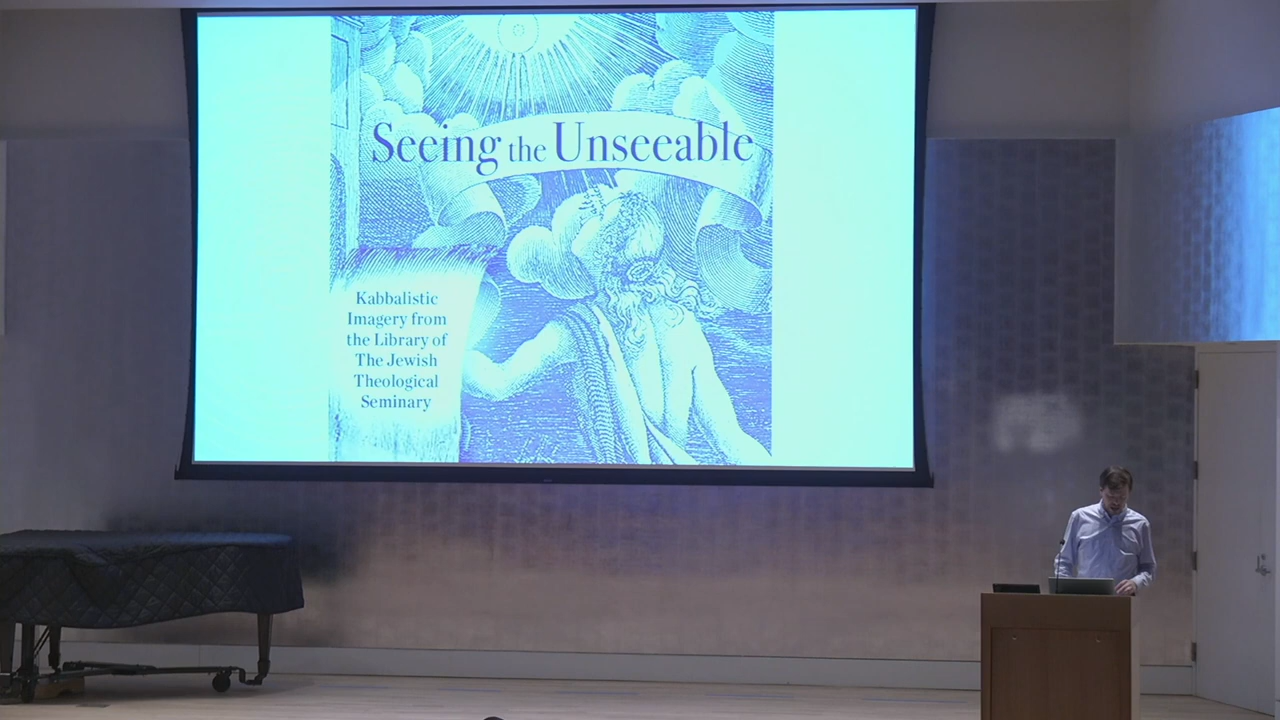 Seeing the Unseeable
Kabbalistic
Imagery from
the Library of
The Jewish
Theological
Seminary